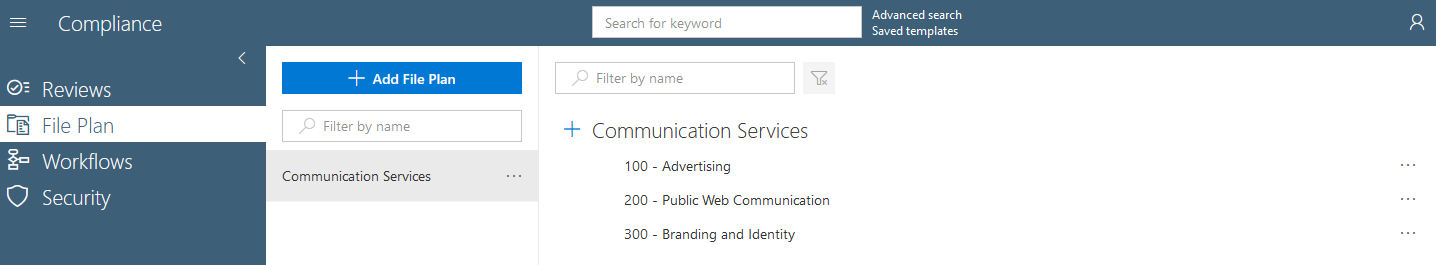 Compliance
Search for keyword
Advanced search
Saved templates
Reviews
File Plan
Workflows
Security
Add File Plan
Filter by name
Communication Services
Filter by name
Communication Services
100 - Advertising
200 - Public Web Communication
300 - Branding and Identity